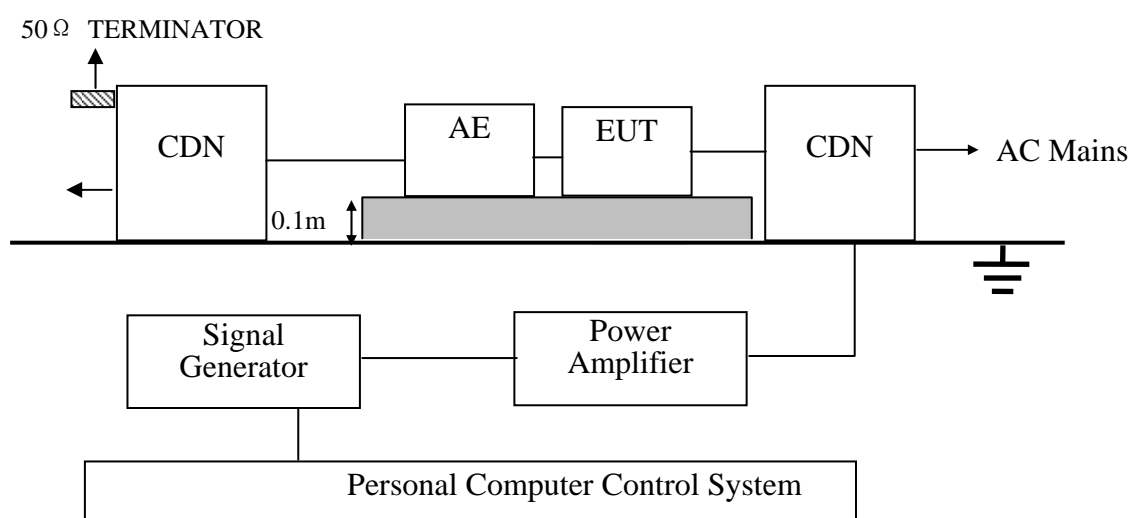 50Ω TERMINATOR
CDN
AE
EUT
CDN
AC Mains
0.1m
Signal
Generator
Power
Amplifier
Personal Computer Control System